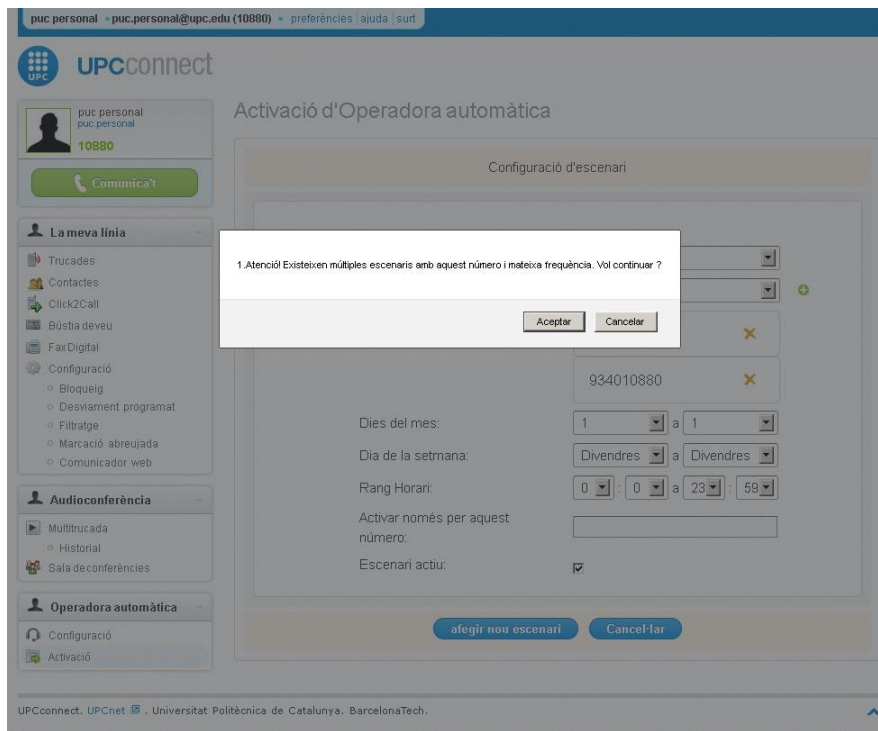 puc personal • puc.personal@upc.edu (10880) • preferències ajuda surt
UPC
UPCconnect
puc personal
puc.personal
10880
Comunica't
La meva línia
Trucades
Contactes
Click2Call
Bústia deveu
Fax Digital
Configuració
Bloqueig
Desviament programat
Filtratge
Marcació abreujada
Comunicador web
Audioconferència
Multitrucada
Historial
Sala de conferències
Operadora automàtica
Configuració
Activació
Activació d'Operadora automàtica
Configuració d'escenari
1.Atenció! Existeixen múltiples escenaris amb aquest número i mateixa frequència. Vol continuar ?
Aceptar Cancelar
934010880
Dies del mes: 1 a 1
Dia de la setmana: Divendres a Divendres
Rang Horari: 0 : 0 a 23 : 59
Activar només per aquest
número:
Escenari actiu:
afegir nou escenari Cancel·lar
UPCconnect. UPCnet . Universitat Politècnica de Catalunya. BarcelonaTech.